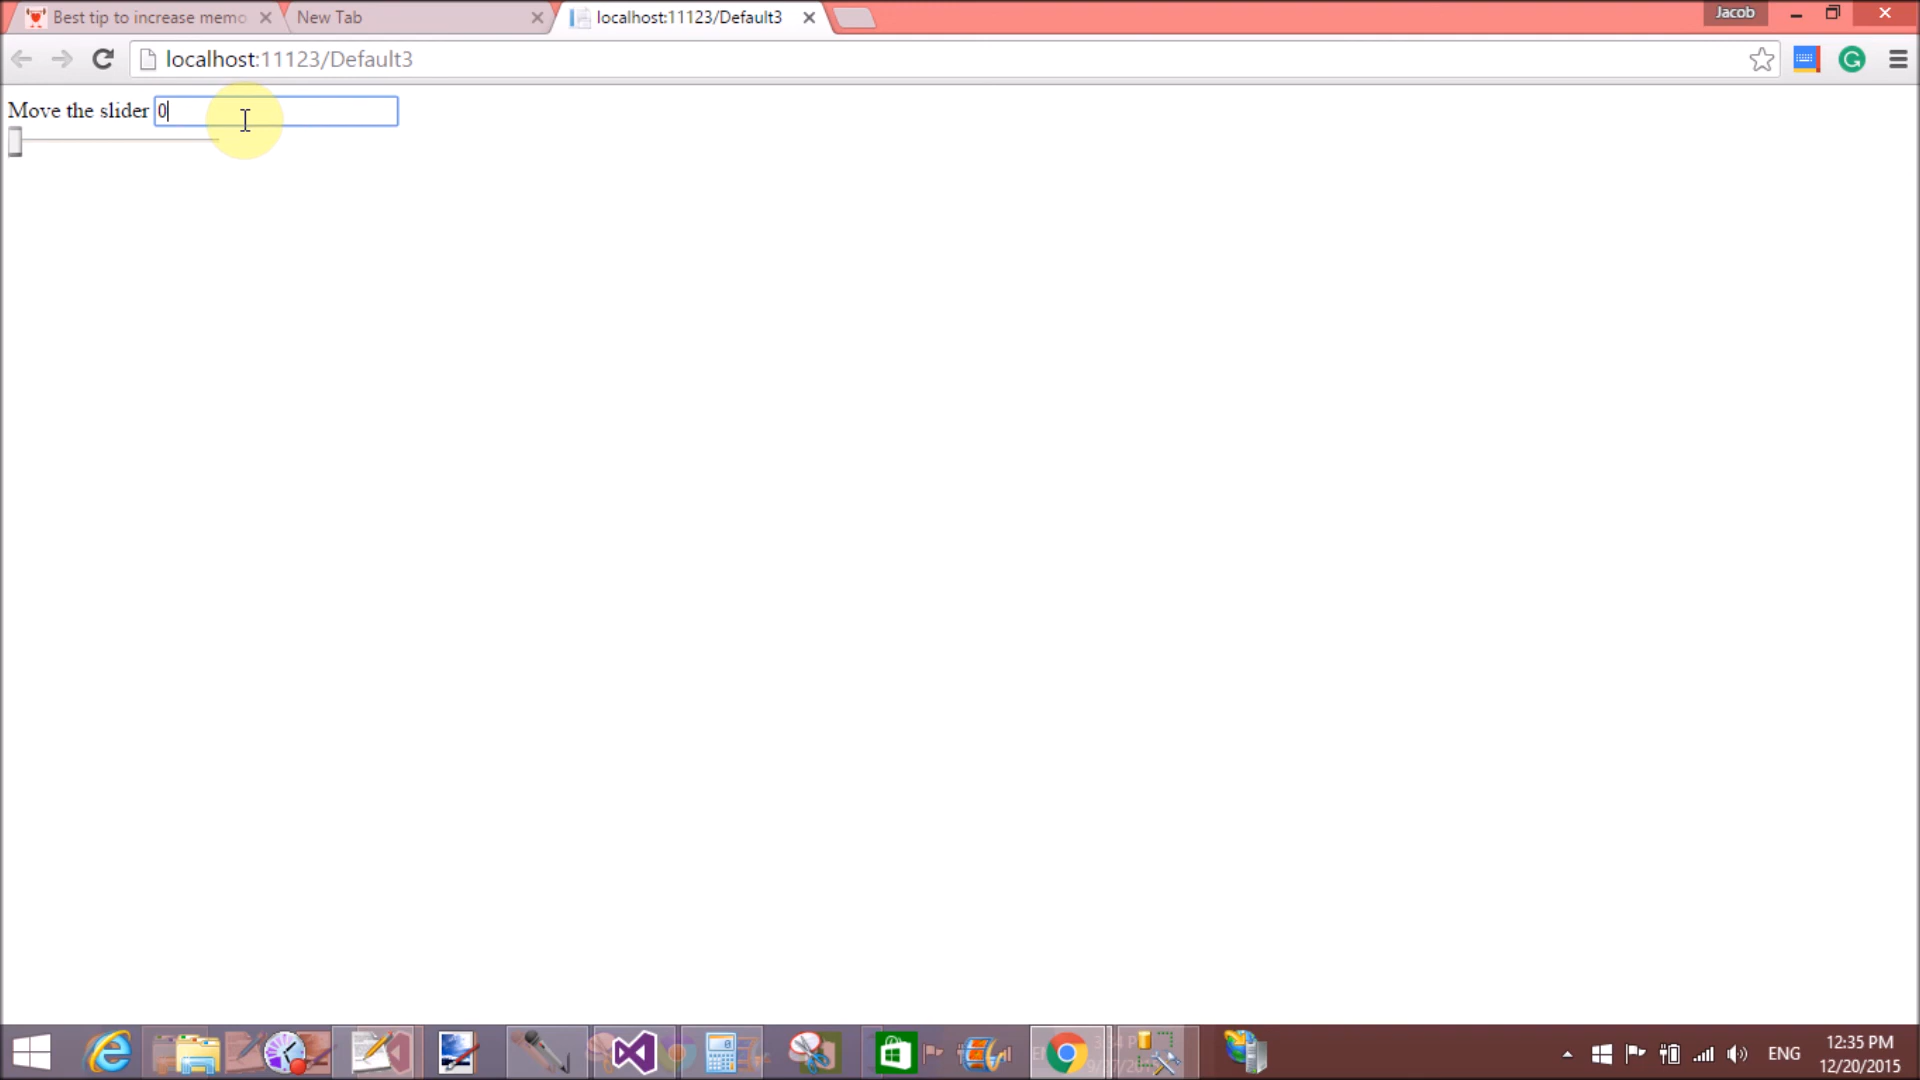 Best tip to increase memo
New Tab
localhost:11123/Default3
Jacob
localhost:11123/Default3
Move the slider 0
ENG
12:35 PM
12/20/2015